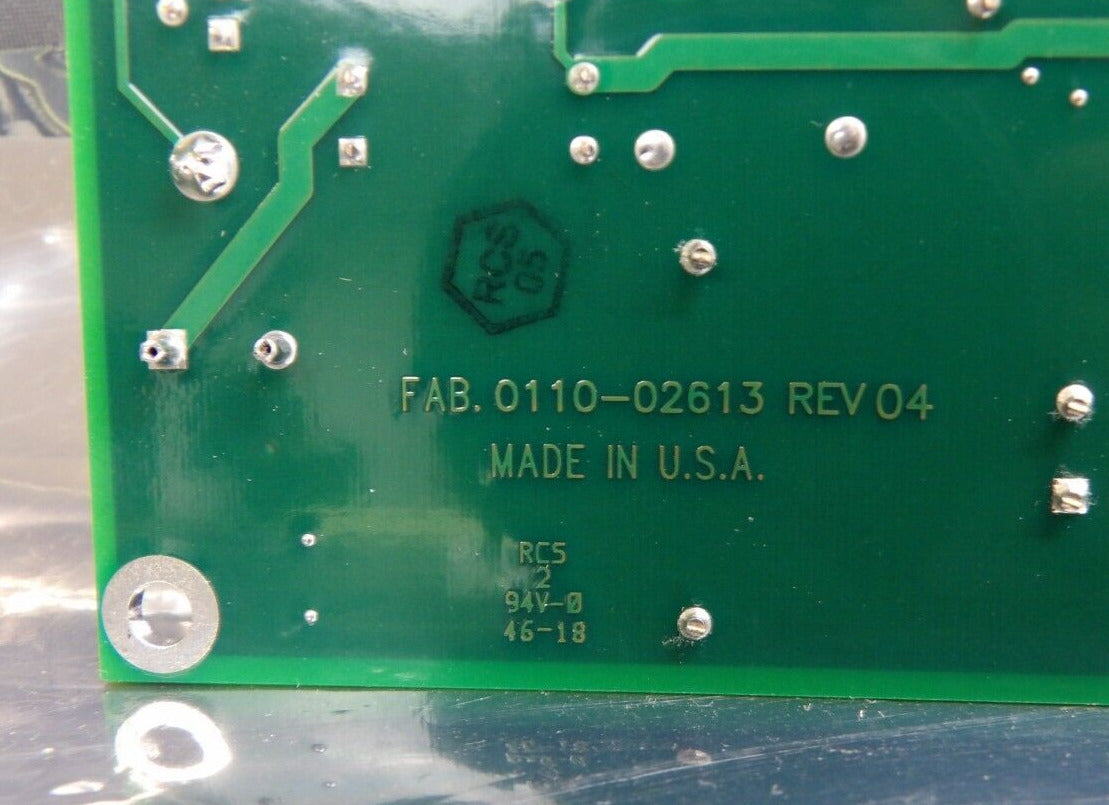 RCS
05
FAB. 0110-02613 REV 04
MADE IN U.S.A.
RCS
2
94V-0
46-18